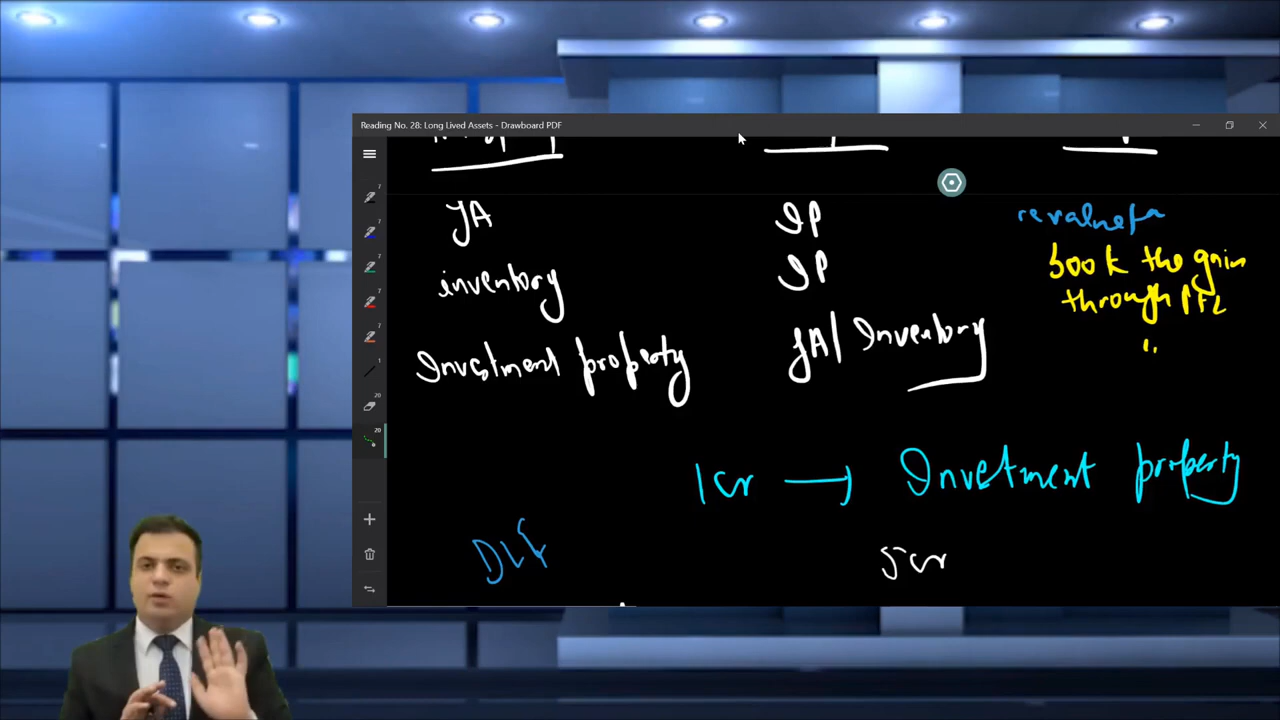 Reading No. 28: Long Lived Assets - Drawboard PDF
FA IP revaluatn
inventory IP book the gain
through P&L
Investment property FA/ Inventory "
1cr → Investment property
DLF 5cr